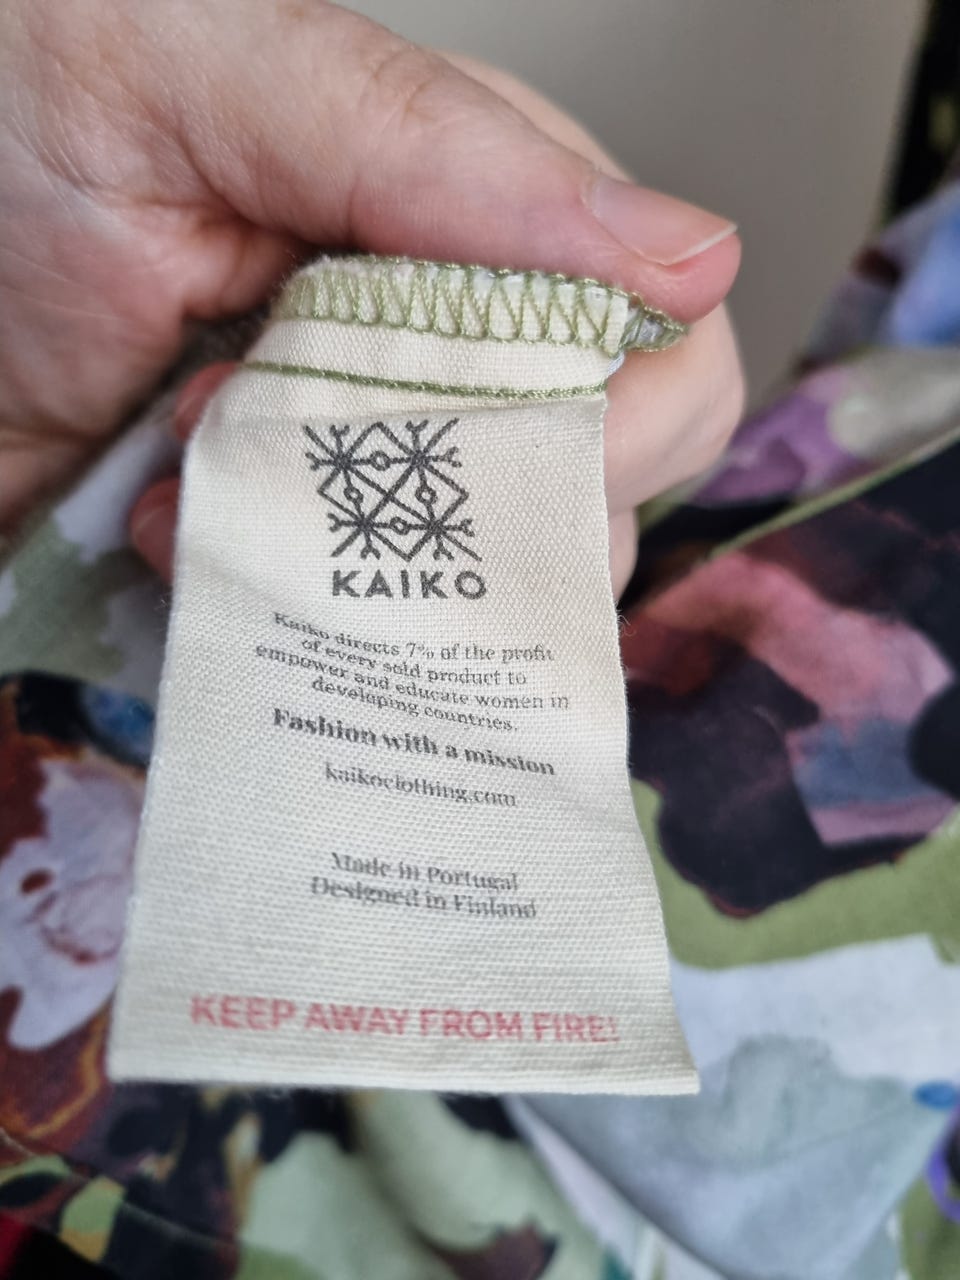 KAIKO
Kaiko directs 7% of the profit
of every sold product to
empower and educate women in
developing countries.
Fashion with a mission
kaikoclothing.com
Made in Portugal
Designed in Finland
KEEP AWAY FROM FIRE!